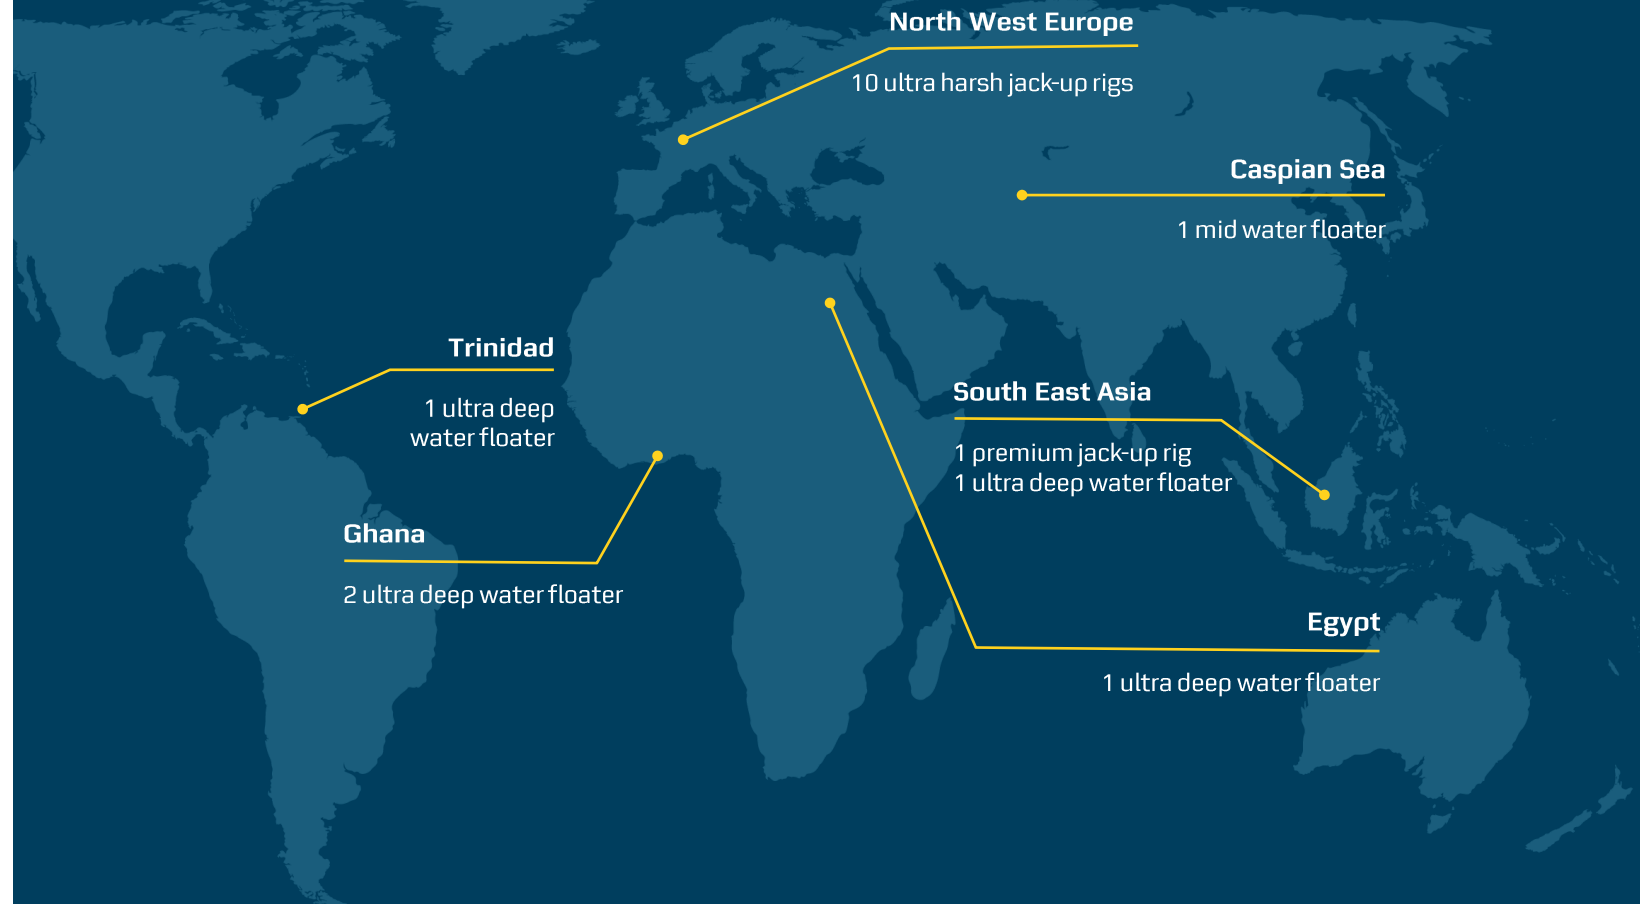 North West Europe
10 ultra harsh jack-up rigs
Caspian Sea
1 mid water floater
Trinidad
1 ultra deep
water floater
South East Asia
1 premium jack-up rig
1 ultra deep water floater
Ghana
2 ultra deep water floater
Egypt
1 ultra deep water floater